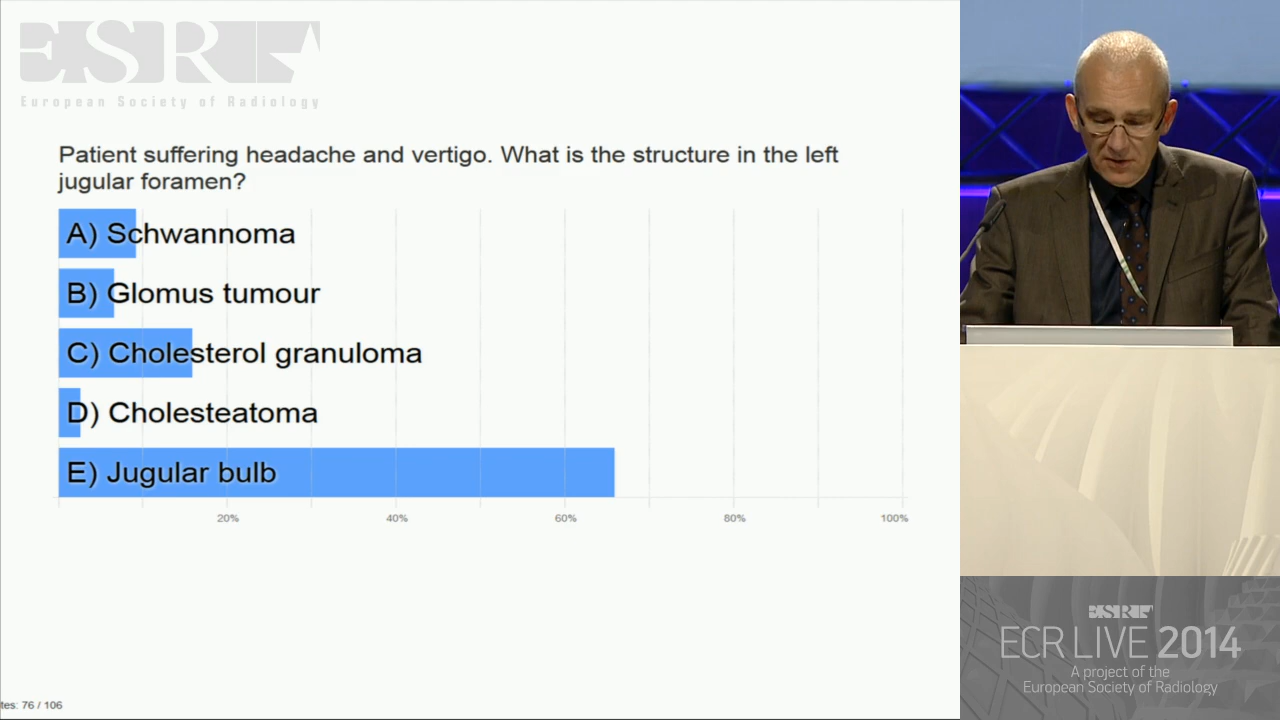 ESR
European Society of Radiology
Patient suffering headache and vertigo. What is the structure in the left
jugular foramen?
A) Schwannoma
B) Glomus tumour
C) Cholesterol granuloma
D) Cholesteatoma
E) Jugular bulb
20% 40% 60% 80% 100%
tes: 76 / 106
ESR
ECR LIVE 2014
A project of the
European Society of Radiology